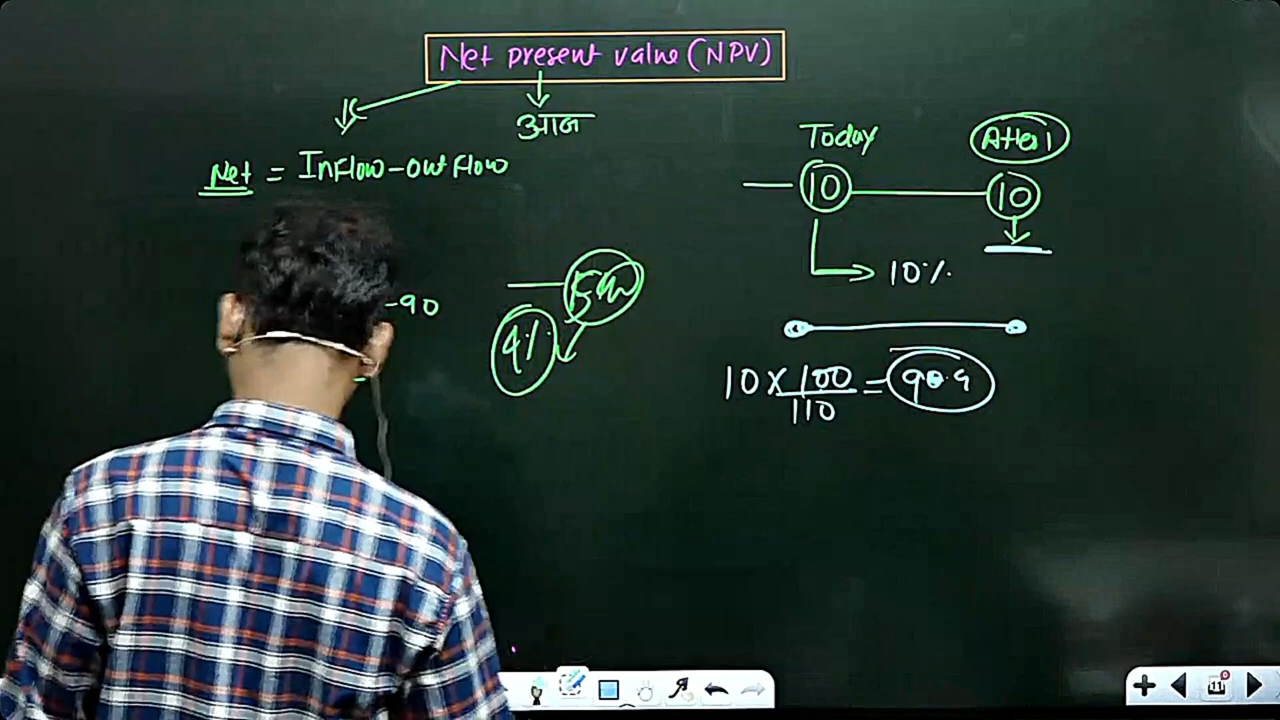 Net present value (NPV)
आज
Net = Inflow - outflow
-90
4%
Today
After 1
10
10
10%
10 × 100/110 = 90.9
11